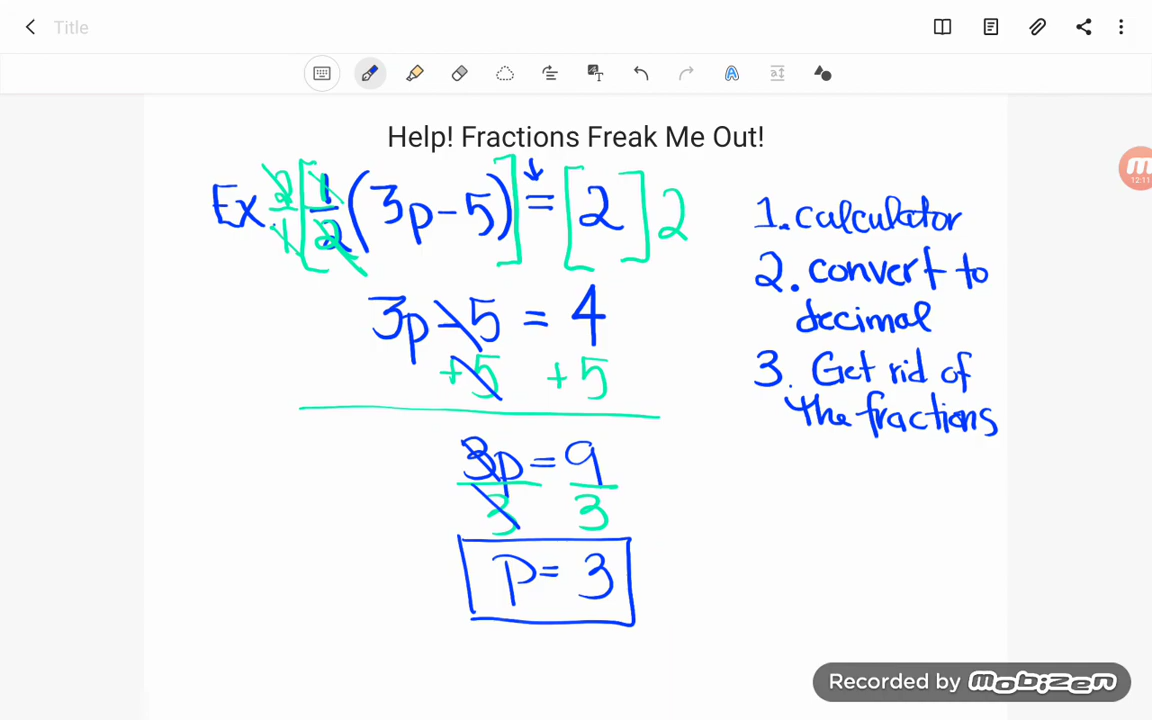 Title
Help! Fractions Freak Me Out!
Ex. 2/1 [1/2 (3p - 5)] = [2] 2
3p - 5 = 4
+5 +5
3p = 9
3 3
p = 3
1. calculator
2. convert to
decimal
3. Get rid of
the fractions
12:11
Recorded by mobizen